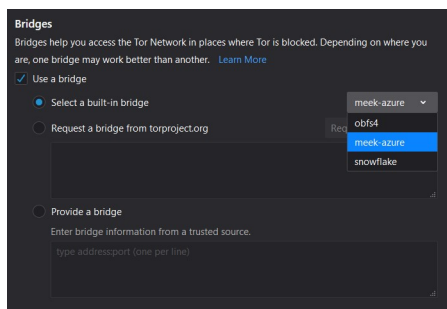 Bridges
Bridges help you access the Tor Network in places where Tor is blocked. Depending on where you
are, one bridge may work better than another. Learn More
Use a bridge
Select a built-in bridge
meek-azure
Request a bridge from torproject.org
obfs4
meek-azure
snowflake
Provide a bridge
Enter bridge information from a trusted source.
type address:port (one per line)